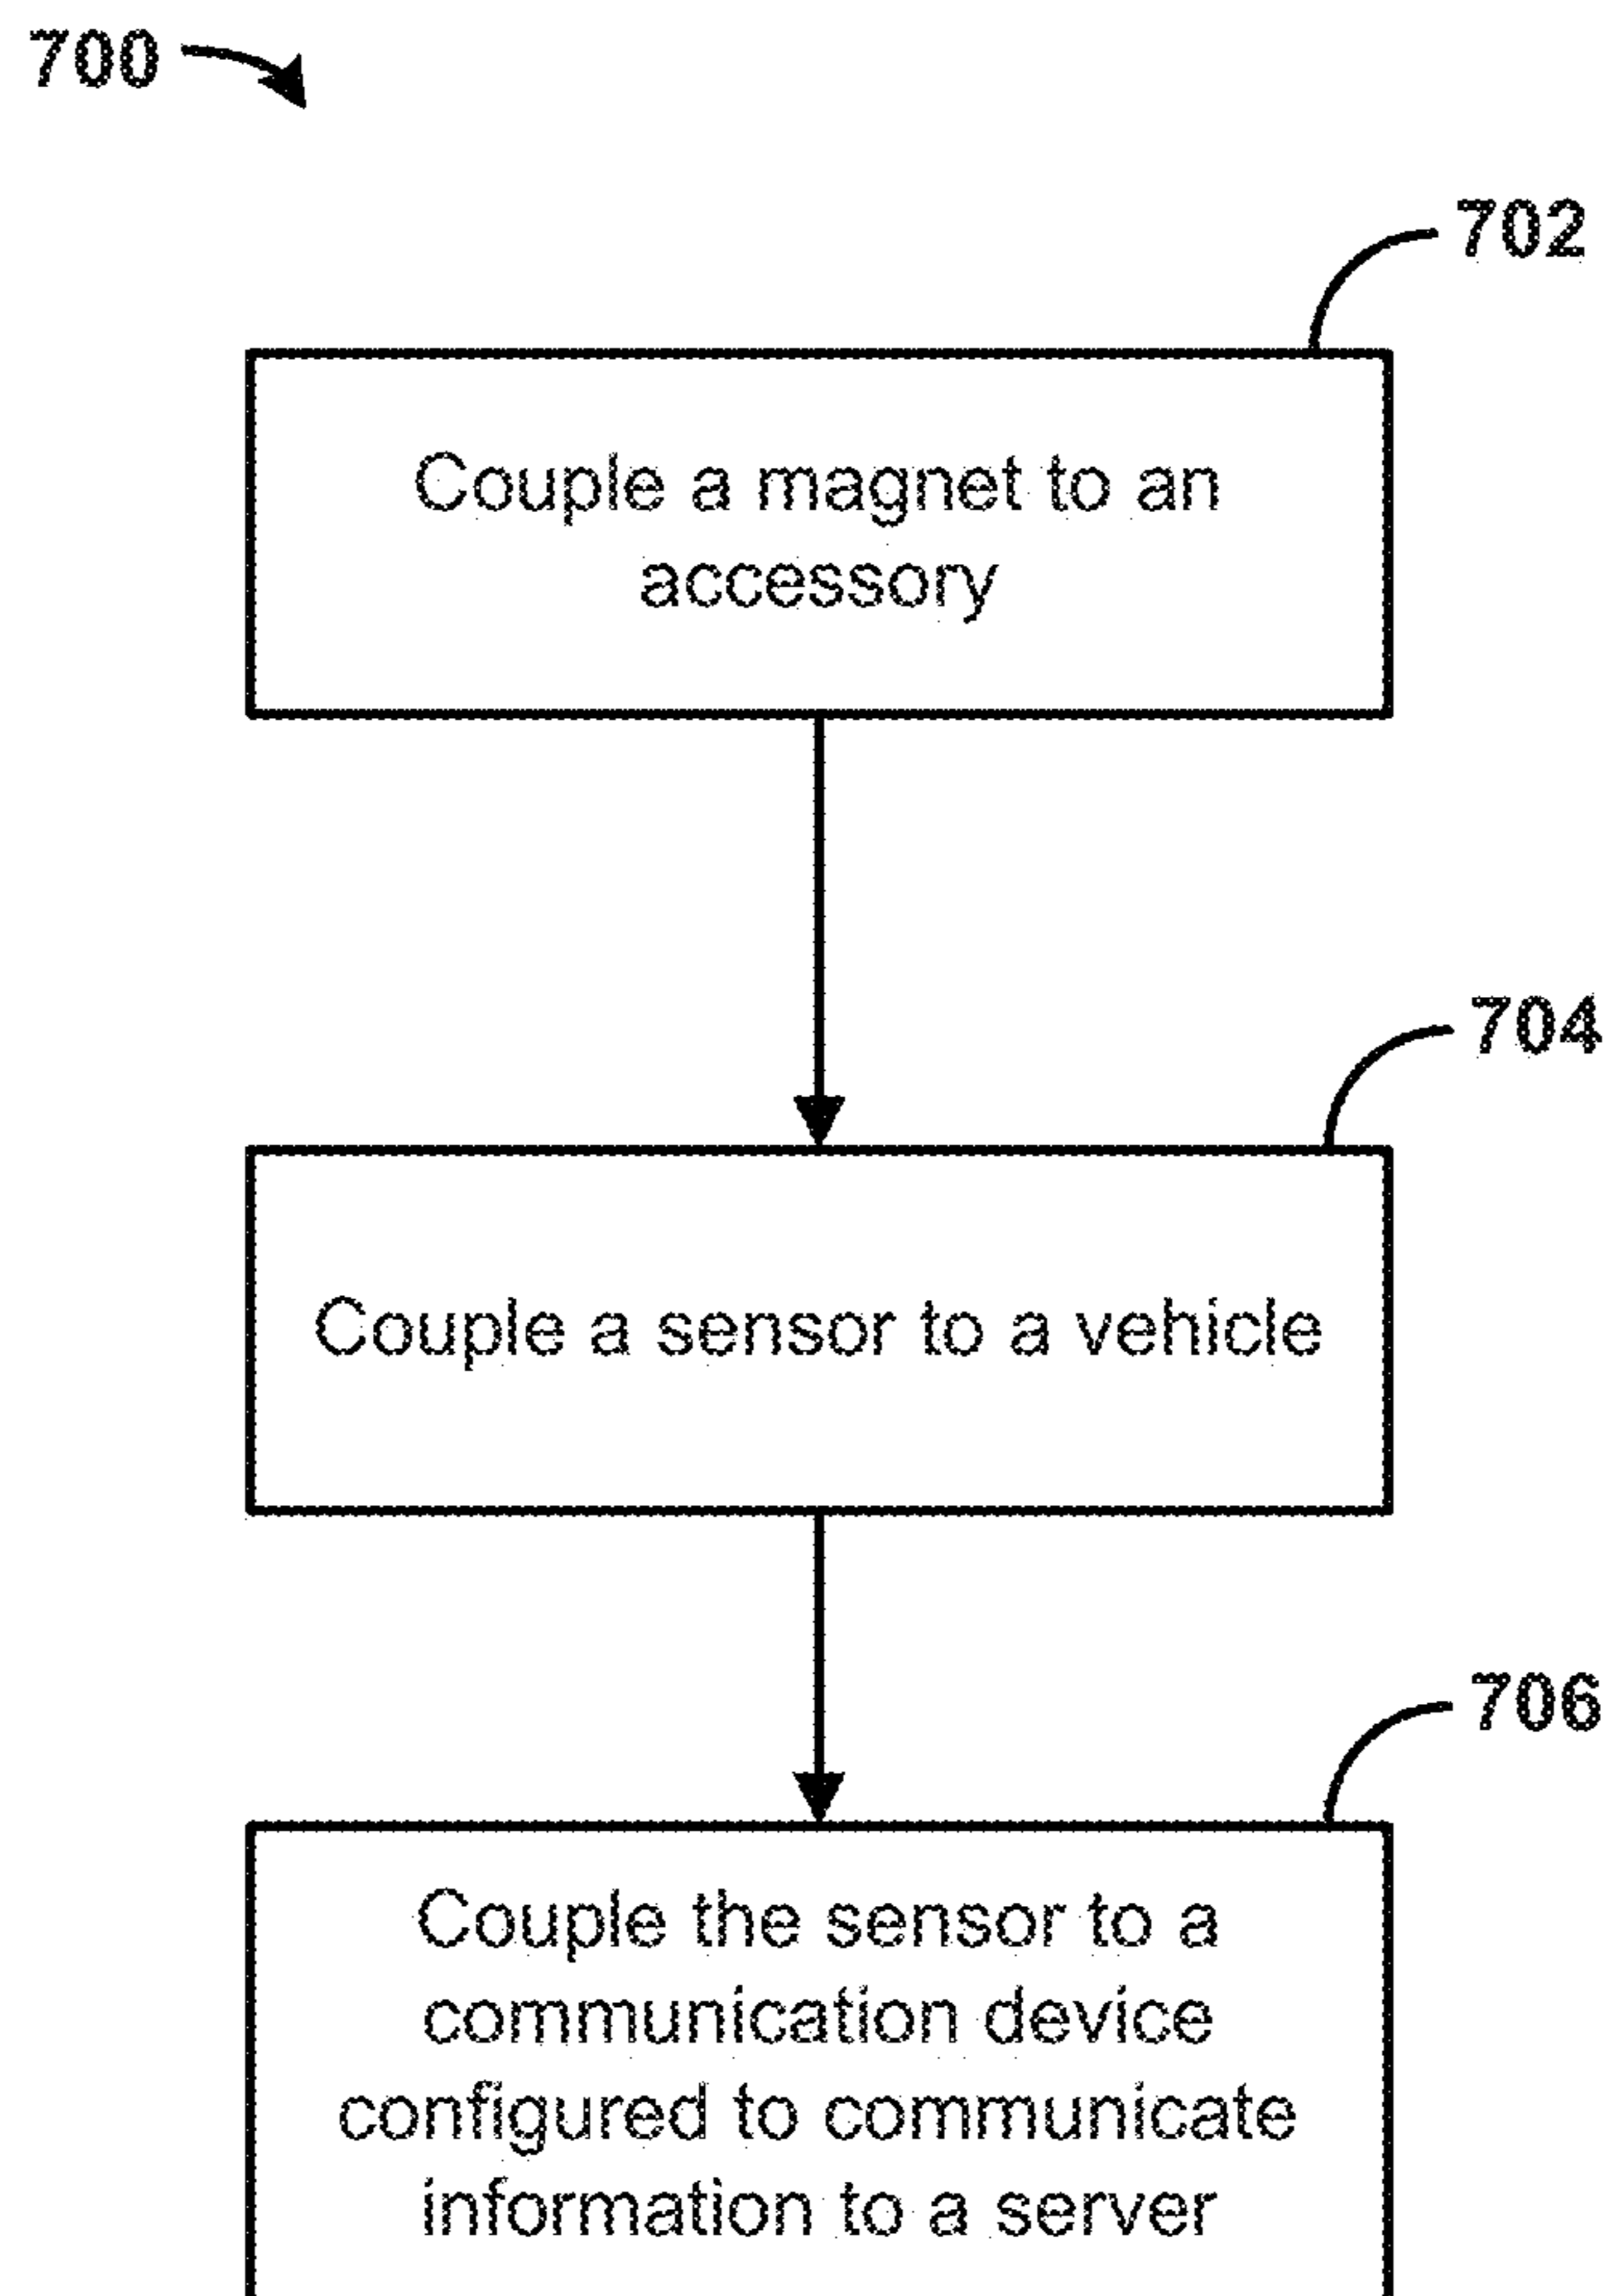 700
702
Couple a magnet to an
accessory
704
Couple a sensor to a vehicle
706
Couple the sensor to a
communication device
configured to communicate
information to a server